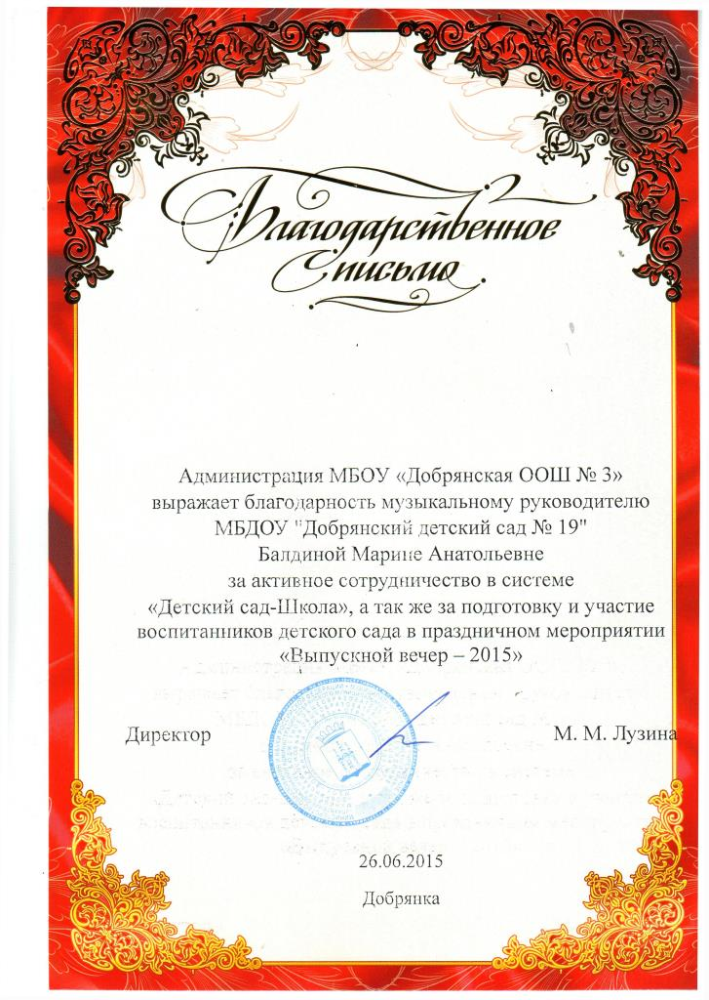 Благодарственное
письмо
Администрация МБОУ «Добрянская ООШ № 3»
выражает благодарность музыкальному руководителю
МБДОУ "Добрянский детский сад № 19"
Балдиной Марине Анатольевне
за активное сотрудничество в системе
«Детский сад-Школа», а так же за подготовку и участие
воспитанников детского сада в праздничном мероприятии
«Выпускной вечер – 2015»
Директор М. М. Лузина
26.06.2015
Добрянка